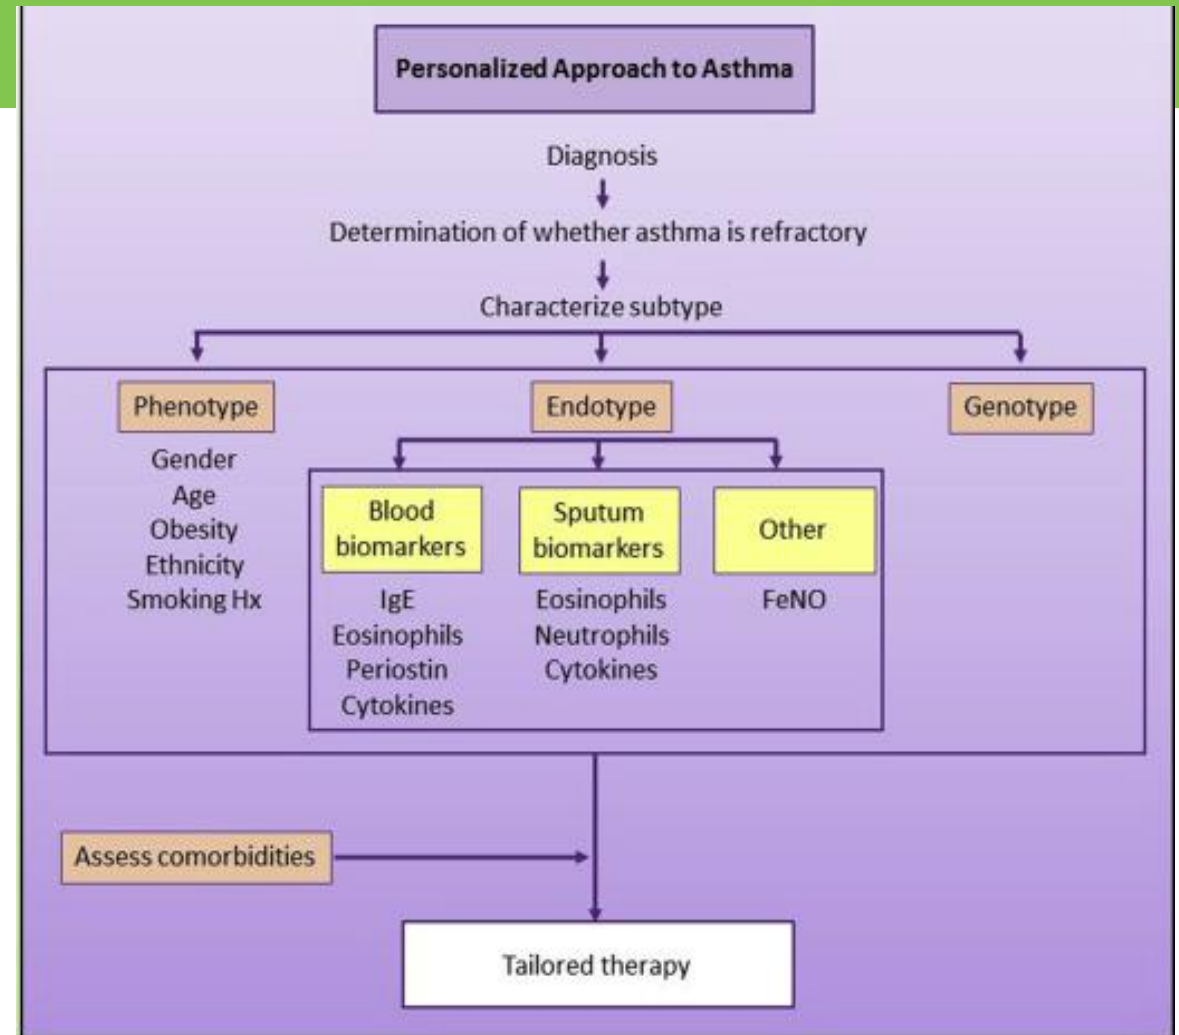 Personalized Approach to Asthma
Diagnosis
Determination of whether asthma is refractory
Characterize subtype
Phenotype
Gender
Age
Obesity
Ethnicity
Smoking Hx
Endotype
Blood
biomarkers
IgE
Eosinophils
Periostin
Cytokines
Sputum
biomarkers
Eosinophils
Neutrophils
Cytokines
Other
FeNO
Genotype
Assess comorbidities
Tailored therapy